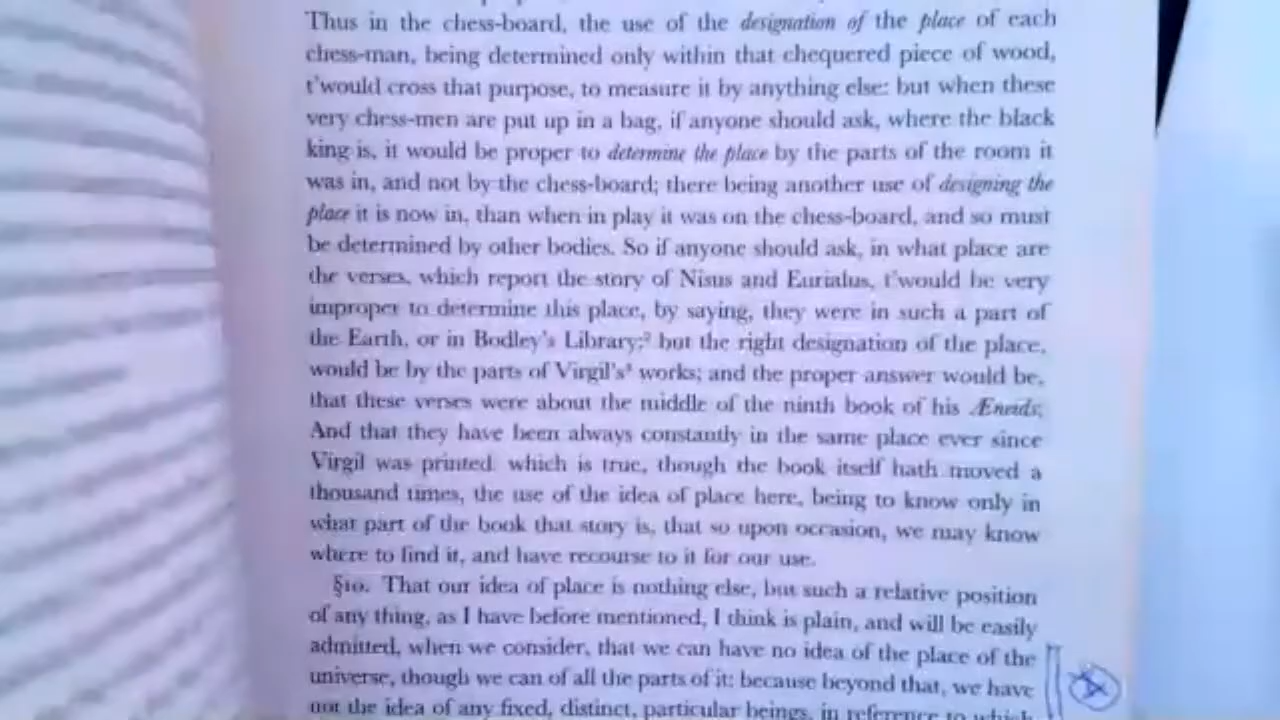 Thus in the chess-board, the use of the designation of the place of each
chess-man, being determined only within that chequered piece of wood,
t'would cross that purpose, to measure it by anything else: but when these
very chess-men are put up in a bag, if anyone should ask, where the black
king is, it would be proper to determine the place by the parts of the room it
was in, and not by the chess-board; there being another use of designing the
place it is now in, than when in play it was on the chess-board, and so must
be determined by other bodies. So if anyone should ask, in what place are
the verses, which report the story of Nisus and Eurialus, t'would be very
improper to determine this place, by saying, they were in such a part of
the Earth, or in Bodley's Library;² but the right designation of the place,
would be by the parts of Virgil's³ works; and the proper answer would be,
that these verses were about the middle of the ninth book of his Æneids;
And that they have been always constantly in the same place ever since
Virgil was printed: which is true, though the book itself hath moved a
thousand times, the use of the idea of place here, being to know only in
what part of the book that story is, that so upon occasion, we may know
where to find it, and have recourse to it for our use.
§10. That our idea of place is nothing else, but such a relative position
of any thing, as I have before mentioned, I think is plain, and will be easily
admitted, when we consider, that we can have no idea of the place of the
universe, though we can of all the parts of it; because beyond that, we have
not the idea of any fixed, distinct, particular beings, in reference to which